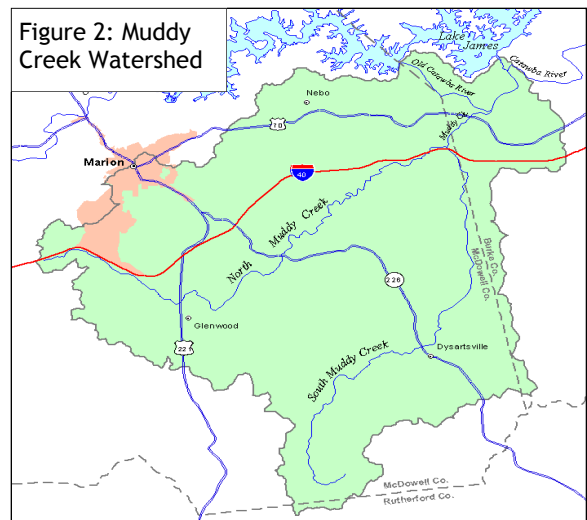 Figure 2: Muddy
Creek Watershed
Lake
James
Old Catawba River
Catawba River
Nebo
70
Muddy Cr.
Marion
40
North Muddy Creek
Burke Co.
McDowell Co.
226
Glenwood
221
Dysartsville
South Muddy Creek
McDowell Co.
Rutherford Co.